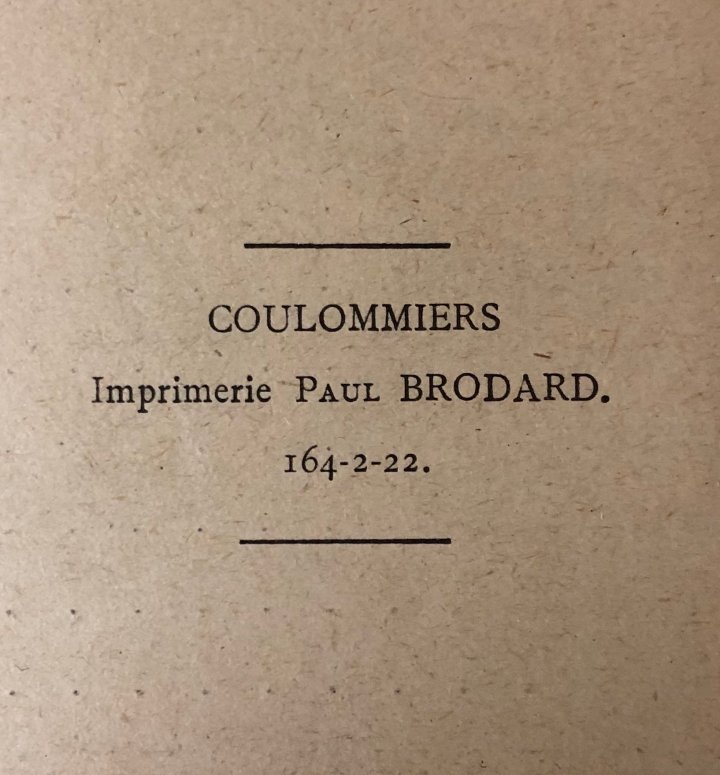 COULOMMIERS
Imprimerie PAUL BRODARD.
164-2-22.